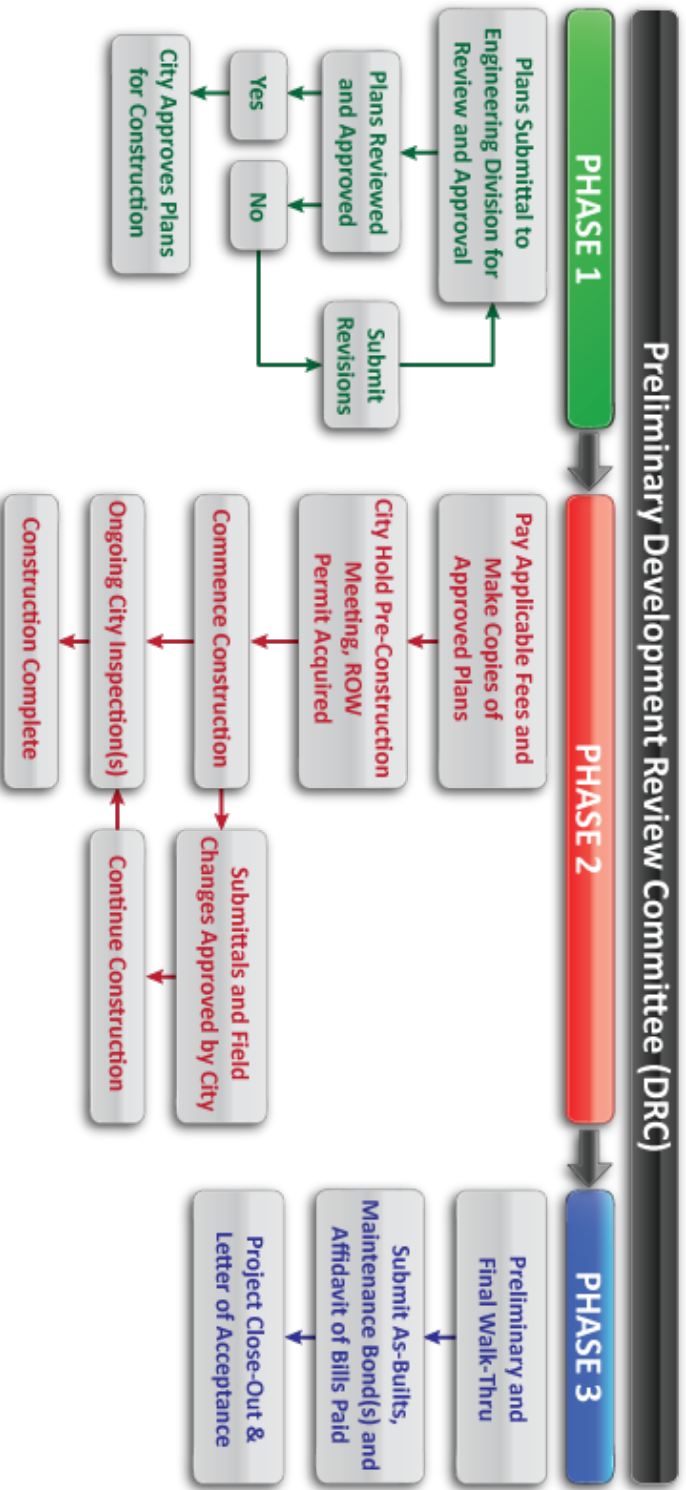 Preliminary Development Review Committee (DRC)
PHASE 1
Plans Submittal to
Engineering Division for
Review and Approval
Plans Reviewed
and Approved
Yes
No
Submit
Revisions
City Approves Plans
for Construction
PHASE 2
Pay Applicable Fees and
Make Copies of
Approved Plans
City Hold Pre-Construction
Meeting, ROW
Permit Acquired
Commence Construction
Submittals and Field
Changes Approved by City
Ongoing City Inspection(s)
Continue Construction
Construction Complete
PHASE 3
Preliminary and
Final Walk-Thru
Submit As-Builts,
Maintenance Bond(s) and
Affidavit of Bills Paid
Project Close-Out &
Letter of Acceptance